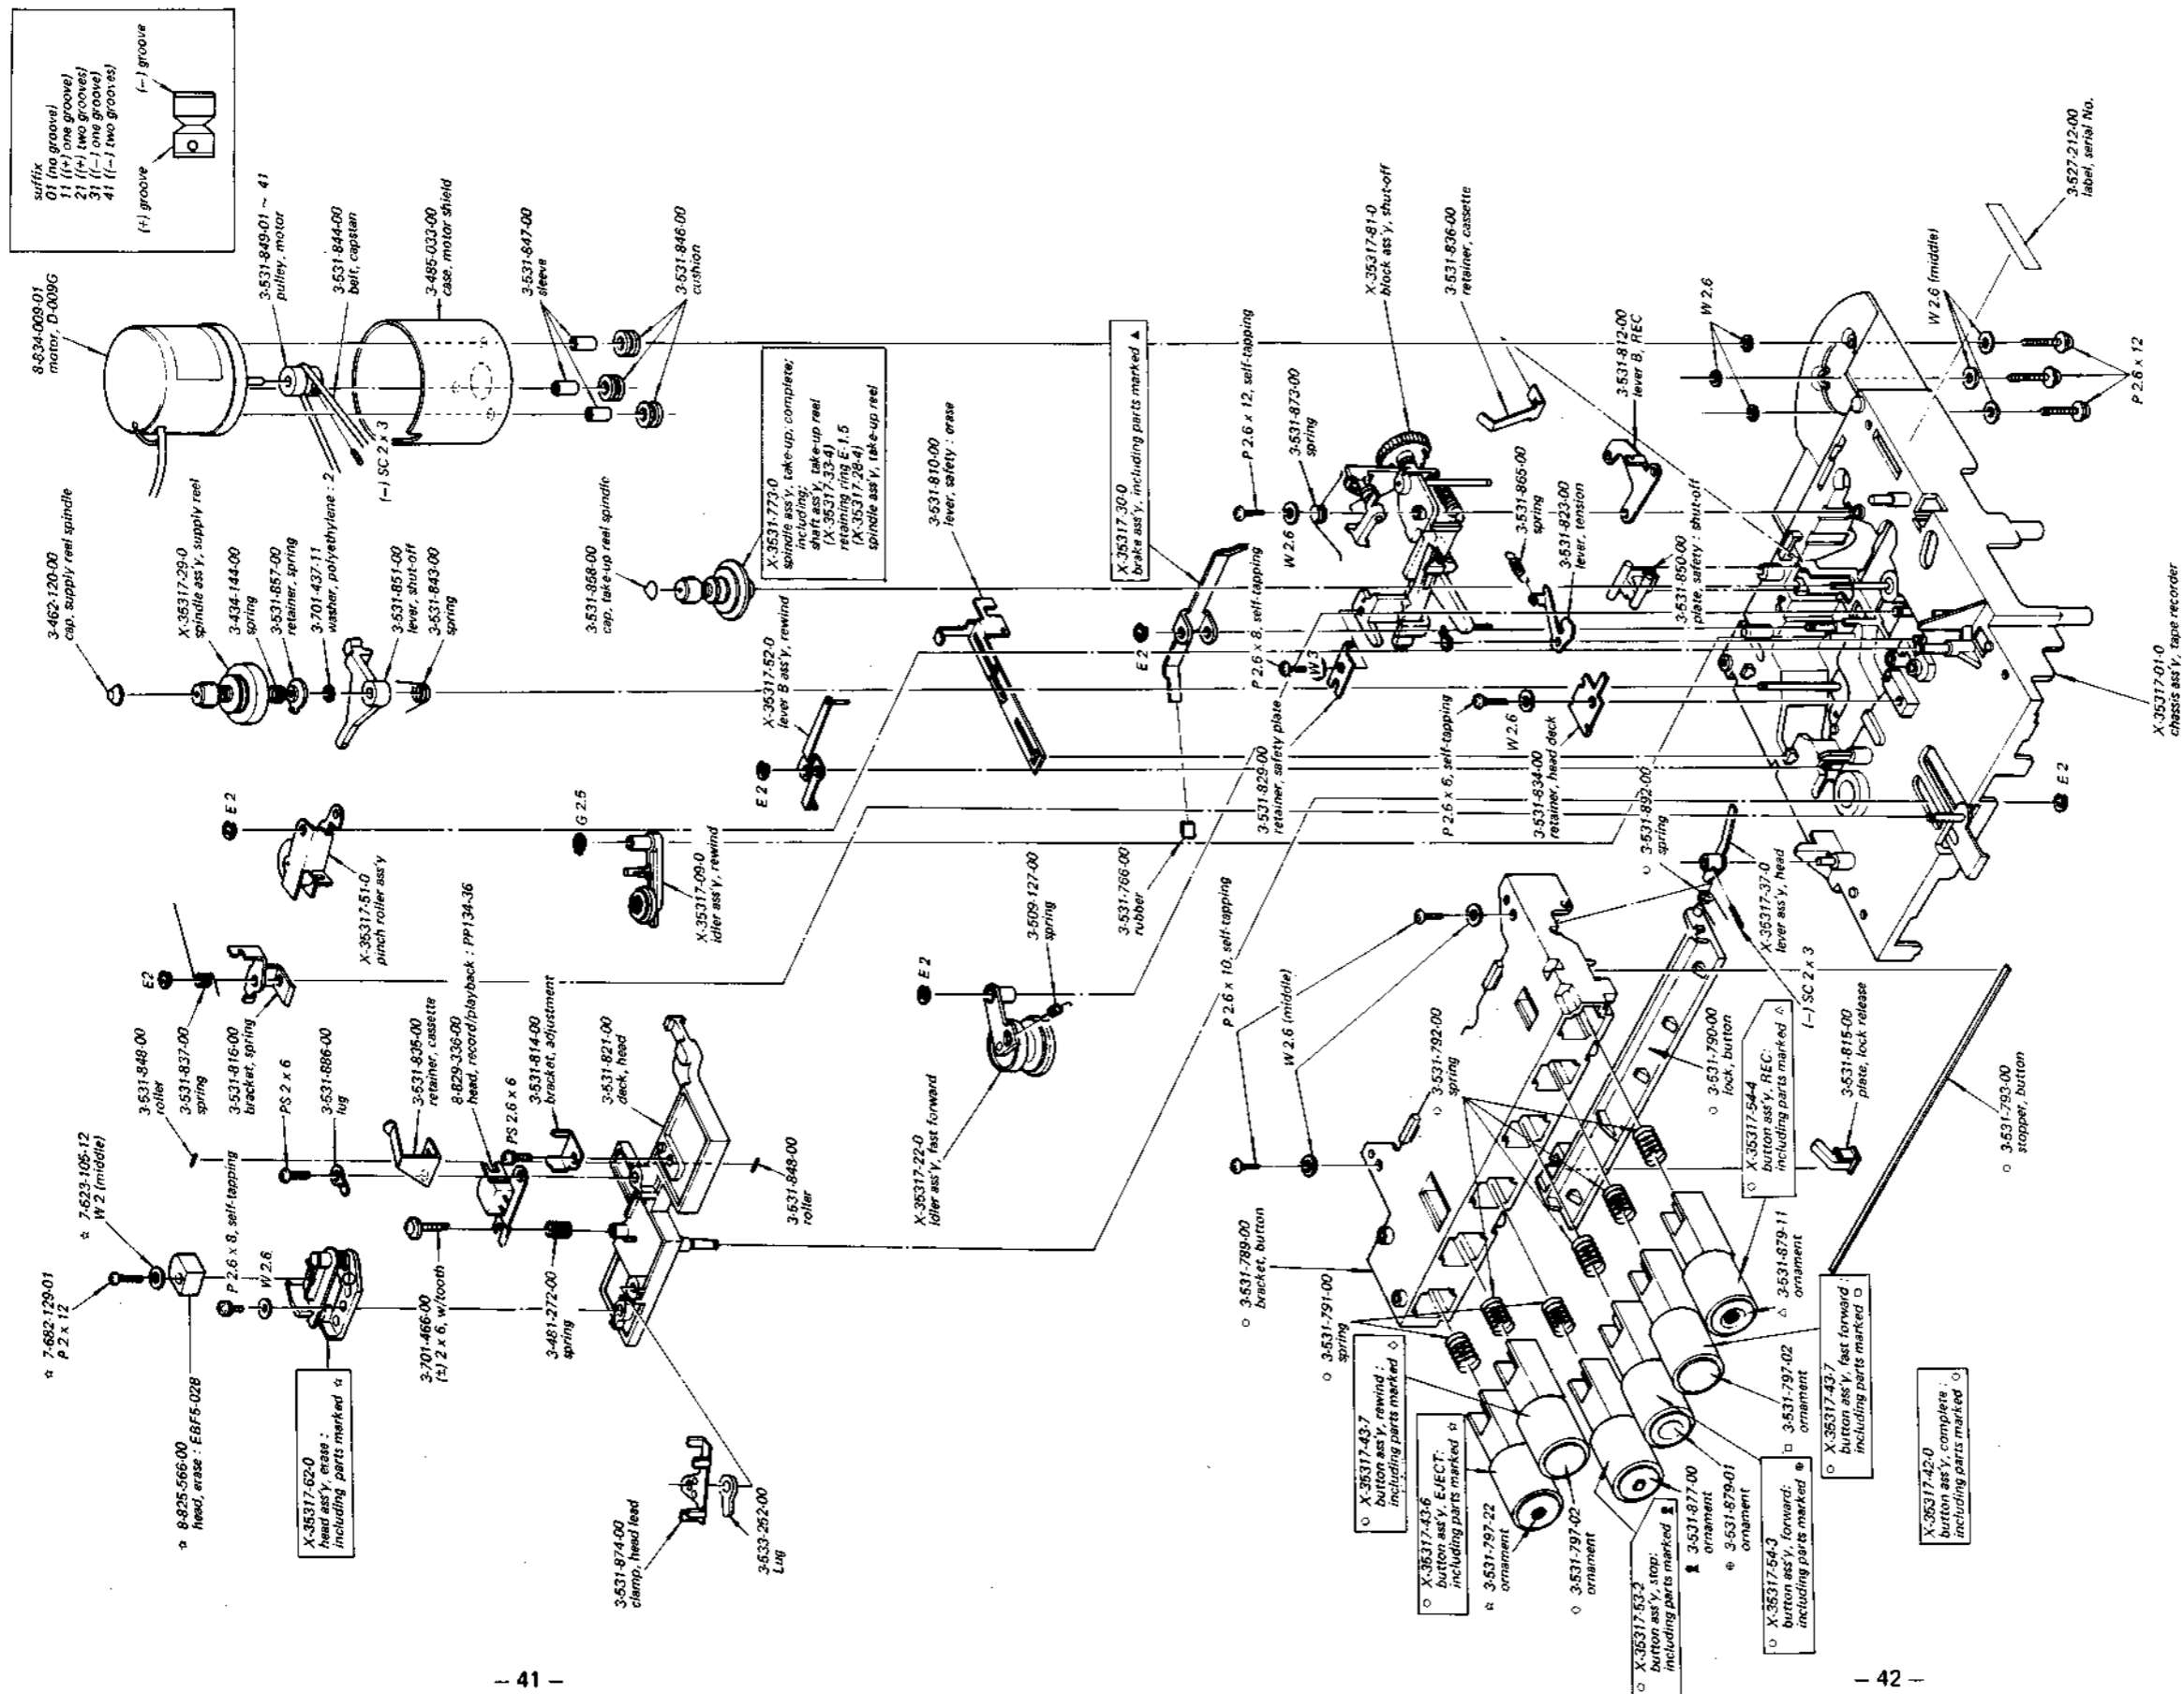 suffix
01 (no groove)
11 ((+) one groove)
21 ((+) two grooves)
31 ((−) one groove)
41 ((−) two grooves)
(+) groove
(−) groove
8-834-009-01
motor, D-009G
3-531-849-01 ~ 41
pulley, motor
3-531-844-00
belt, capstan
3-485-033-00
case, motor shield
3-531-847-00
sleeve
3-531-846-00
cushion
(−) SC 2 x 3
3-462-120-00
cap, supply reel spindle
X-35317-29-0
spindle ass'y, supply reel
3-434-144-00
spring
3-531-857-00
retainer, spring
3-701-437-11
washer, polyethylene : 2
3-531-851-00
lever, shut-off
3-531-843-00
spring
3-531-858-00
cap, take-up reel spindle
X-3531-773-0
spindle ass'y, take-up, complete;
including;
shaft ass'y, take-up reel
(X-35317-33-4)
retaining ring E-1.5
(X-35317-28-4)
spindle ass'y, take-up reel
3-531-810-00
lever, safety : erase
X-35317-52-0
lever B ass'y, rewind
E 2
E 2
X-35317-51-0
pinch roller ass'y
G 2.5
X-35317-09-0
idler ass'y, rewind
E2
3-531-848-00
roller
3-531-837-00
spring
3-531-816-00
bracket, spring
PS 2 x 6
3-531-886-00
lug
3-531-835-00
retainer, cassette
8-829-336-00
head, record/playback : PP134-36
PS 2.6 x 6
3-531-814-00
bracket, adjustment
3-531-821-00
deck, head
3-531-848-00
roller
☆ 7-682-129-01
P 2 x 12
☆ 7-623-105-12
W 2 (middle)
☆ 8-825-566-00
head, erase : EBF5-02B
P 2.6 x 8, self-tapping
W 2.6
X-35317-62-0
head ass'y, erase :
including parts marked ☆
3-701-466-00
(±) 2 x 6, w/tooth
3-481-272-00
spring
3-531-874-00
clamp, head lead
3-533-252-00
Lug
E 2
3-509-127-00
spring
X-35317-22-0
idler ass'y, fast forward
3-531-766-00
rubber
X-35317-30-0
brake ass'y, including parts marked ▲
E 2
P 2.6 x 8, self-tapping
W 3
3-531-829-00
retainer, safety plate
P 2.6 x 12, self-tapping
W 2.6
3-531-873-00
spring
X-35317-81-0
block ass'y, shut-off
3-531-836-00
retainer, cassette
3-531-812-00
lever B, REC
3-531-865-00
spring
3-531-823-00
lever, tension
3-531-850-00
plate, safety : shut-off
P 2.6 x 6, self-tapping
W 2.6
3-531-834-00
retainer, head deck
W 2.6
W 2.6 (middle)
P 2.6 x 12
3-527-212-00
label, serial No.
X-35317-01-0
chassis ass'y, tape recorder
E 2
○ 3-531-892-00
spring
X-35317-37-0
lever ass'y, head
(−) SC 2 x 3
P 2.6 x 10, self-tapping
W 2.6 (middle)
○ 3-531-792-00
spring
○ 3-531-789-00
bracket, button
○ 3-531-791-00
spring
○ 3-531-790-00
lock, button
○ X-35317-54-4
button ass'y, REC:
including parts marked △
3-531-815-00
plate, lock release
○ 3-531-793-00
stopper, button
△ 3-531-879-11
ornament
○ X-35317-43-7
button ass'y, rewind :
including parts marked ◇
○ X-35317-43-6
button ass'y, EJECT:
including parts marked ☆
☆ 3-531-797-22
ornament
◇ 3-531-797-02
ornament
○ X-35317-53-2
button ass'y, stop:
including parts marked
3-531-877-00
ornament
⊕ 3-531-879-01
ornament
○ X-35317-54-3
button ass'y, forward:
including parts marked ⊕
□ 3-531-797-02
ornament
○ X-35317-43-7
button ass'y, fast forward :
including parts marked □
X-35317-42-0
button ass'y, complete :
including parts marked ○
— 41 —
— 42 —